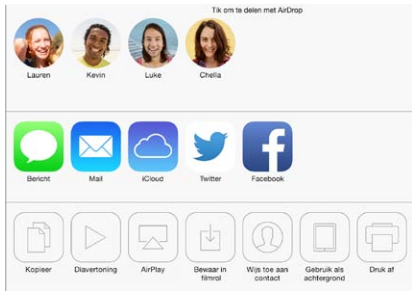 Tik om te delen met AirDrop
Lauren Kevin Luke Chella
Bericht Mail iCloud Twitter Facebook
Kopieer Diavertoning AirPlay Bewaar in filmrol Wijs toe aan contact Gebruik als achtergrond Druk af